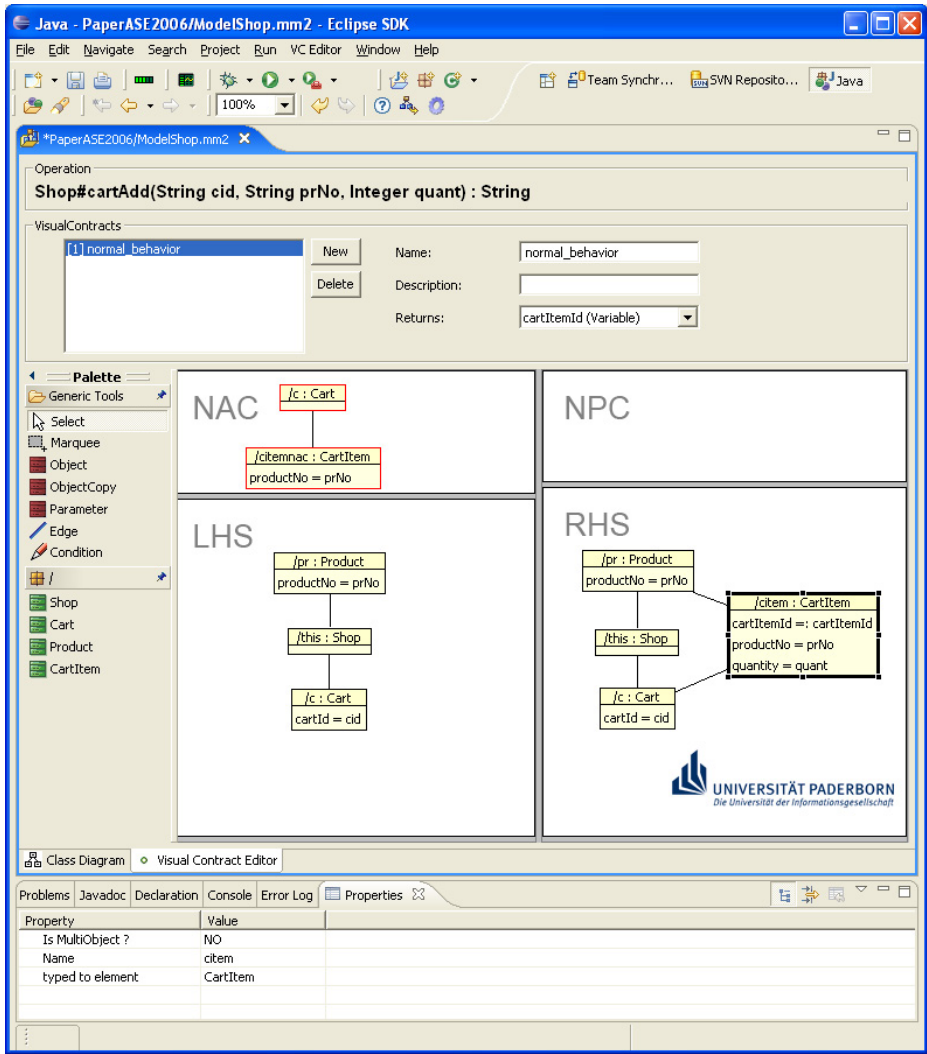 Java - PaperASE2006/ModelShop.mm2 - Eclipse SDK
File Edit Navigate Search Project Run VC Editor Window Help
Team Synchr... SVN Reposito... Java
100%
*PaperASE2006/ModelShop.mm2
Operation
Shop#cartAdd(String cid, String prNo, Integer quant) : String
VisualContracts
[1] normal_behavior
New
Name:
normal_behavior
Delete
Description:
Returns:
cartItemId (Variable)
Palette
Generic Tools
Select
Marquee
Object
ObjectCopy
Parameter
Edge
Condition
/
Shop
Cart
Product
CartItem
NAC
/c : Cart
/citemnac : CartItem
productNo = prNo
NPC
LHS
/pr : Product
productNo = prNo
/this : Shop
/c : Cart
cartId = cid
RHS
/pr : Product
productNo = prNo
/this : Shop
/c : Cart
cartId = cid
/citem : CartItem
cartItemId =: cartItemId
productNo = prNo
quantity = quant
UNIVERSITÄT PADERBORN
Die Universität der Informationsgesellschaft
Class Diagram Visual Contract Editor
Problems Javadoc Declaration Console Error Log Properties
Property Value
Is MultiObject ? NO
Name citem
typed to element CartItem